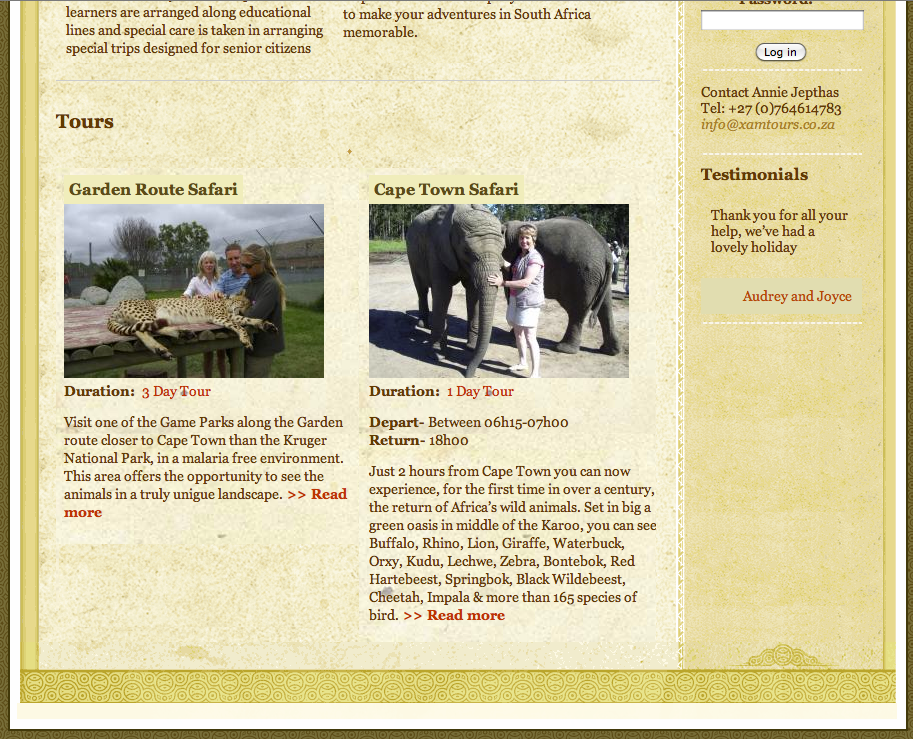 learners are arranged along educational
lines and special care is taken in arranging
special trips designed for senior citizens
to make your adventures in South Africa
memorable.
Tours
Garden Route Safari
Duration: 3 Day Tour
Visit one of the Game Parks along the Garden
route closer to Cape Town than the Kruger
National Park, in a malaria free environment.
This area offers the opportunity to see the
animals in a truly unigue landscape. >> Read
more
Cape Town Safari
Duration: 1 Day Tour
Depart- Between 06h15-07h00
Return- 18h00
Just 2 hours from Cape Town you can now
experience, for the first time in over a century,
the return of Africa's wild animals. Set in big a
green oasis in middle of the Karoo, you can see
Buffalo, Rhino, Lion, Giraffe, Waterbuck,
Orxy, Kudu, Lechwe, Zebra, Bontebok, Red
Hartebeest, Springbok, Black Wildebeest,
Cheetah, Impala & more than 165 species of
bird. >> Read more
Password:
Log in
Contact Annie Jepthas
Tel: +27 (0)764614783
info@xamtours.co.za
Testimonials
Thank you for all your
help, we've had a
lovely holiday
Audrey and Joyce